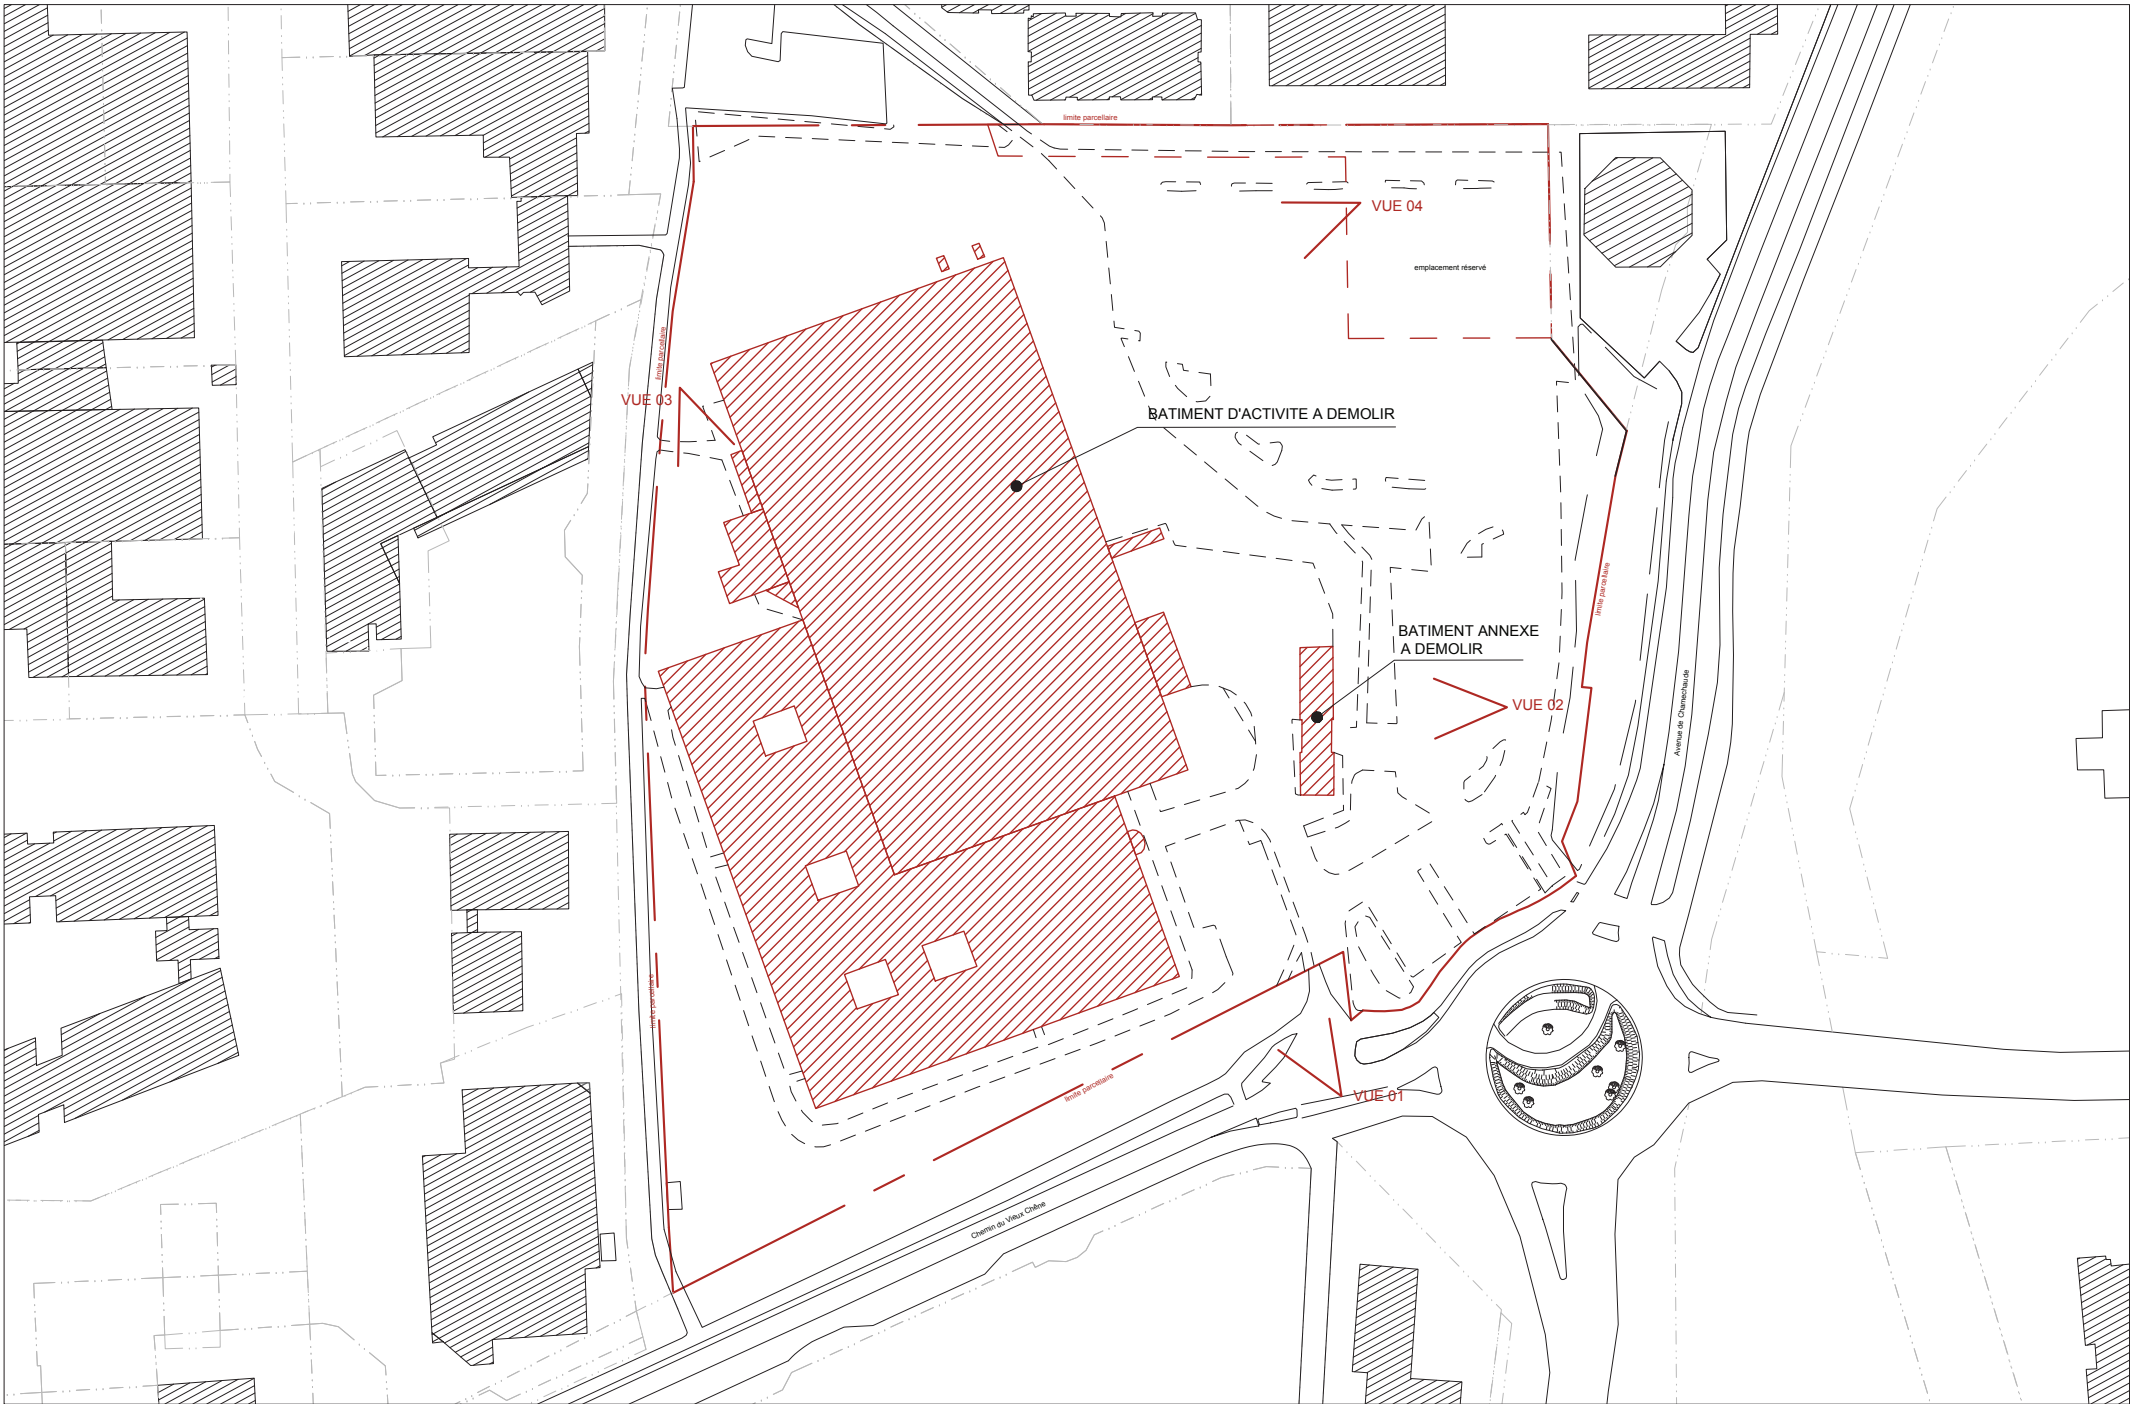 limite parcellaire
VUE 04
emplacement réservé
limite parcellaire
VUE 03
BATIMENT D'ACTIVITE A DEMOLIR
limite parcellaire
BATIMENT ANNEXE
A DEMOLIR
Avenue de Chamechaude
VUE 02
limite parcellaire
limite parcellaire
VUE 01
Chemin du Vieux Chêne